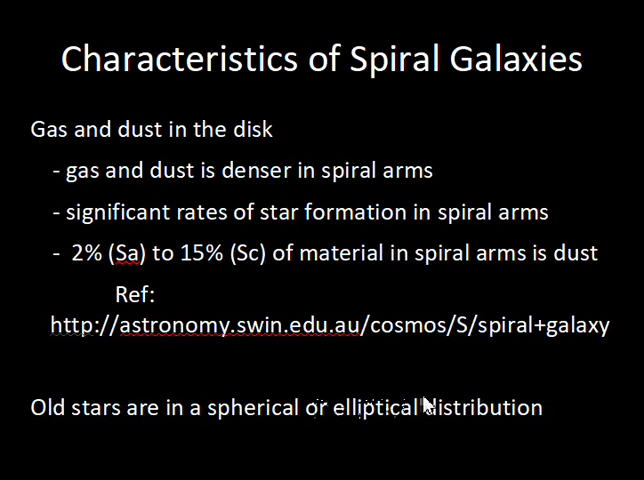 Characteristics of Spiral Galaxies
Gas and dust in the disk
- gas and dust is denser in spiral arms
- significant rates of star formation in spiral arms
- 2% (Sa) to 15% (Sc) of material in spiral arms is dust
Ref:
http://astronomy.swin.edu.au/cosmos/S/spiral+galaxy
Old stars are in a spherical or elliptical distribution